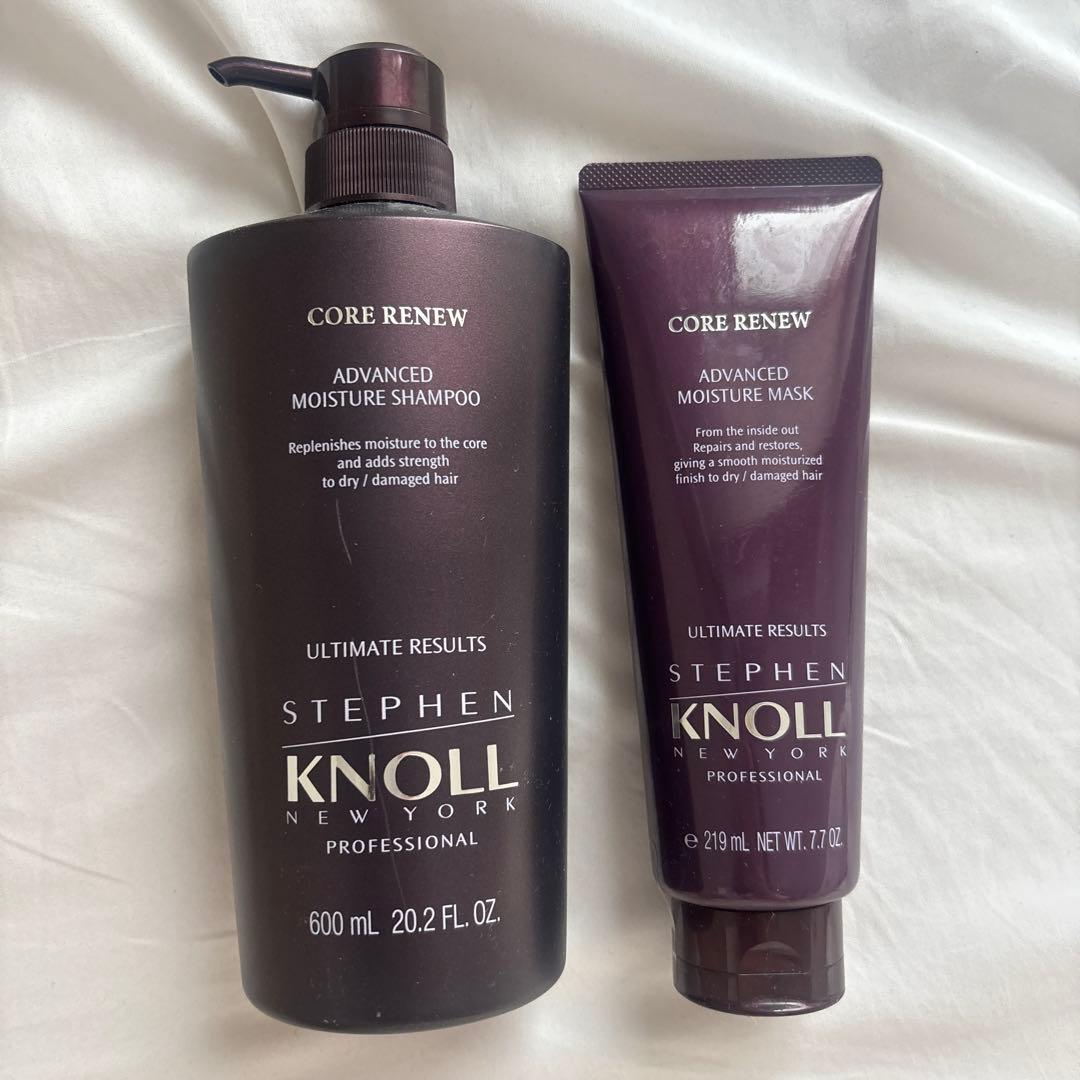 CORE RENEW
ADVANCED
MOISTURE SHAMPOO
Replenishes moisture to the core
and adds strength
to dry / damaged hair
ULTIMATE RESULTS
STEPHEN
KNOLL
NEW YORK
PROFESSIONAL
600 mL 20.2 FL. OZ.
CORE RENEW
ADVANCED
MOISTURE MASK
From the inside out
Repairs and restores,
giving a smooth moisturized
finish to dry / damaged hair
ULTIMATE RESULTS
STEPHEN
KNOLL
NEW YORK
PROFESSIONAL
℮ 219 mL NET WT. 7.7 OZ.